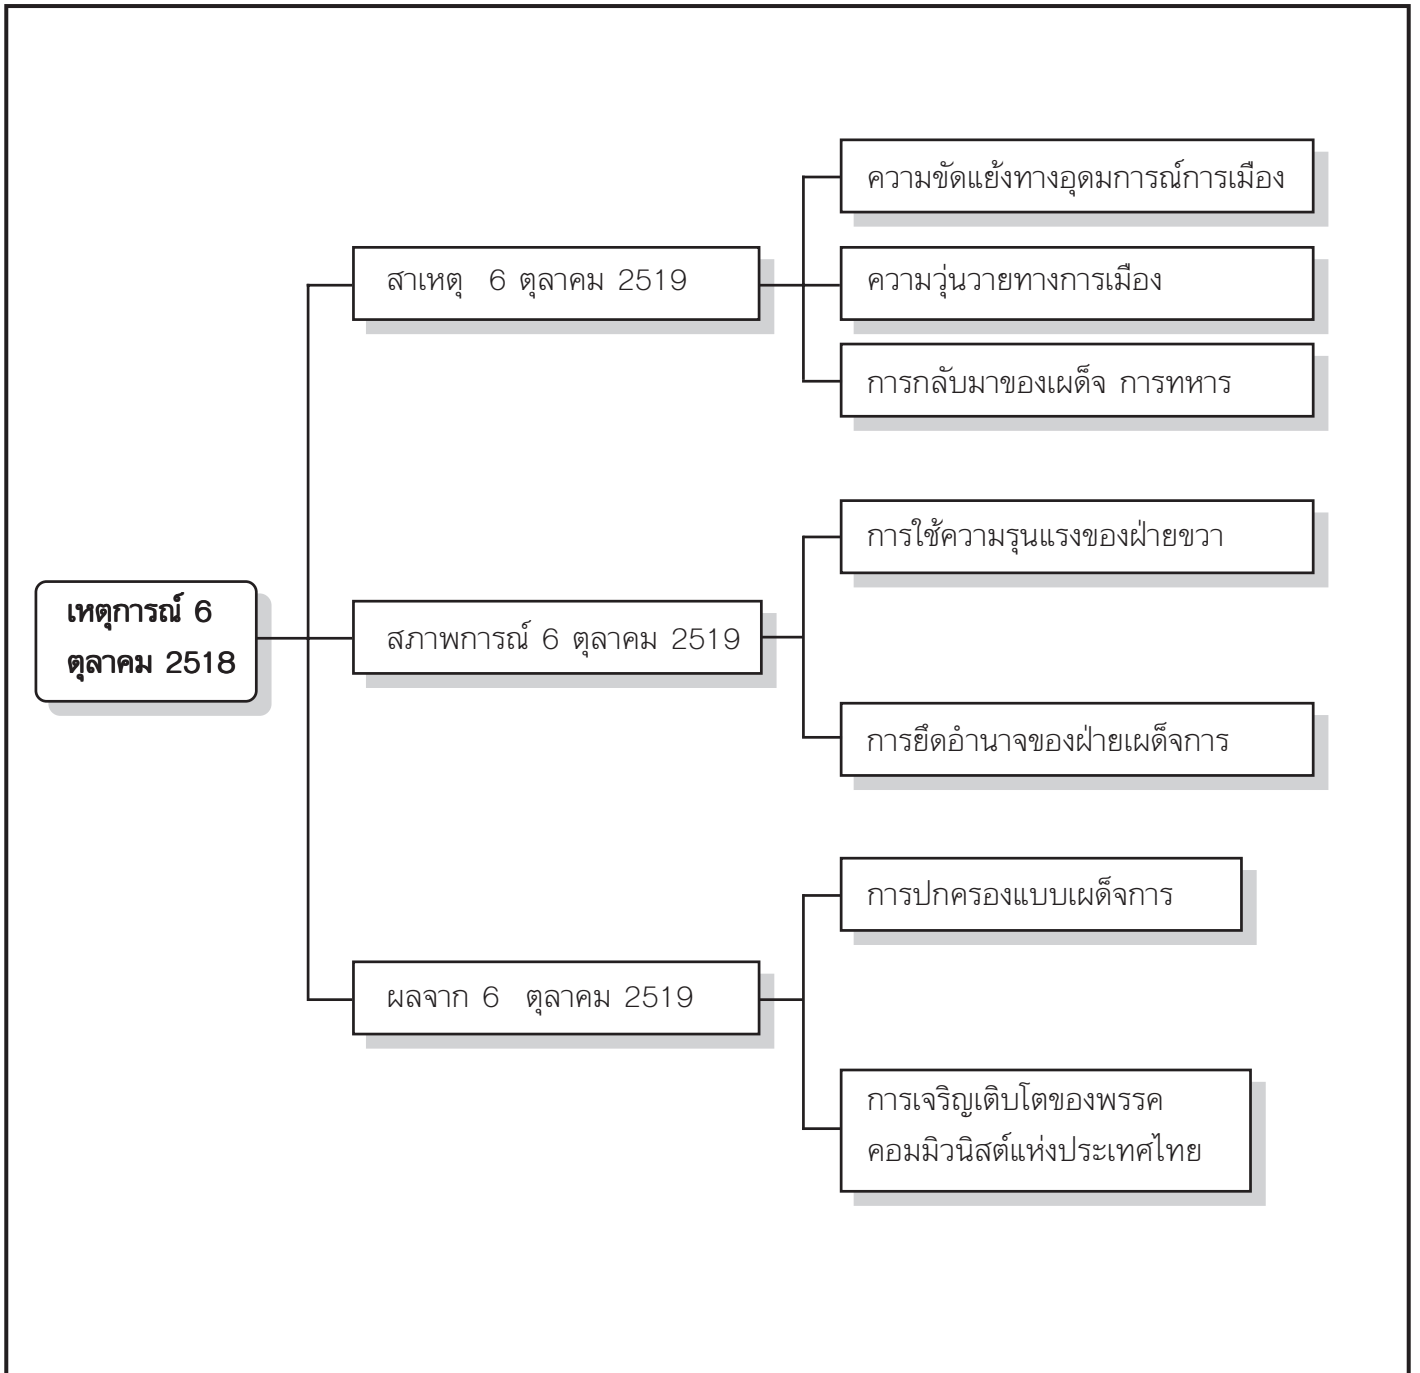 ความขัดแย้งทางอุดมการณ์การเมือง
สาเหตุ 6 ตุลาคม 2519
ความวุ่นวายทางการเมือง
การกลับมาของเผด็จ การทหาร
การใช้ความรุนแรงของฝ่ายขวา
เหตุการณ์ 6
ตุลาคม 2518
สภาพการณ์ 6 ตุลาคม 2519
การยึดอำนาจของฝ่ายเผด็จการ
การปกครองแบบเผด็จการ
ผลจาก 6 ตุลาคม 2519
การเจริญเติบโตของพรรค
คอมมิวนิสต์แห่งประเทศไทย